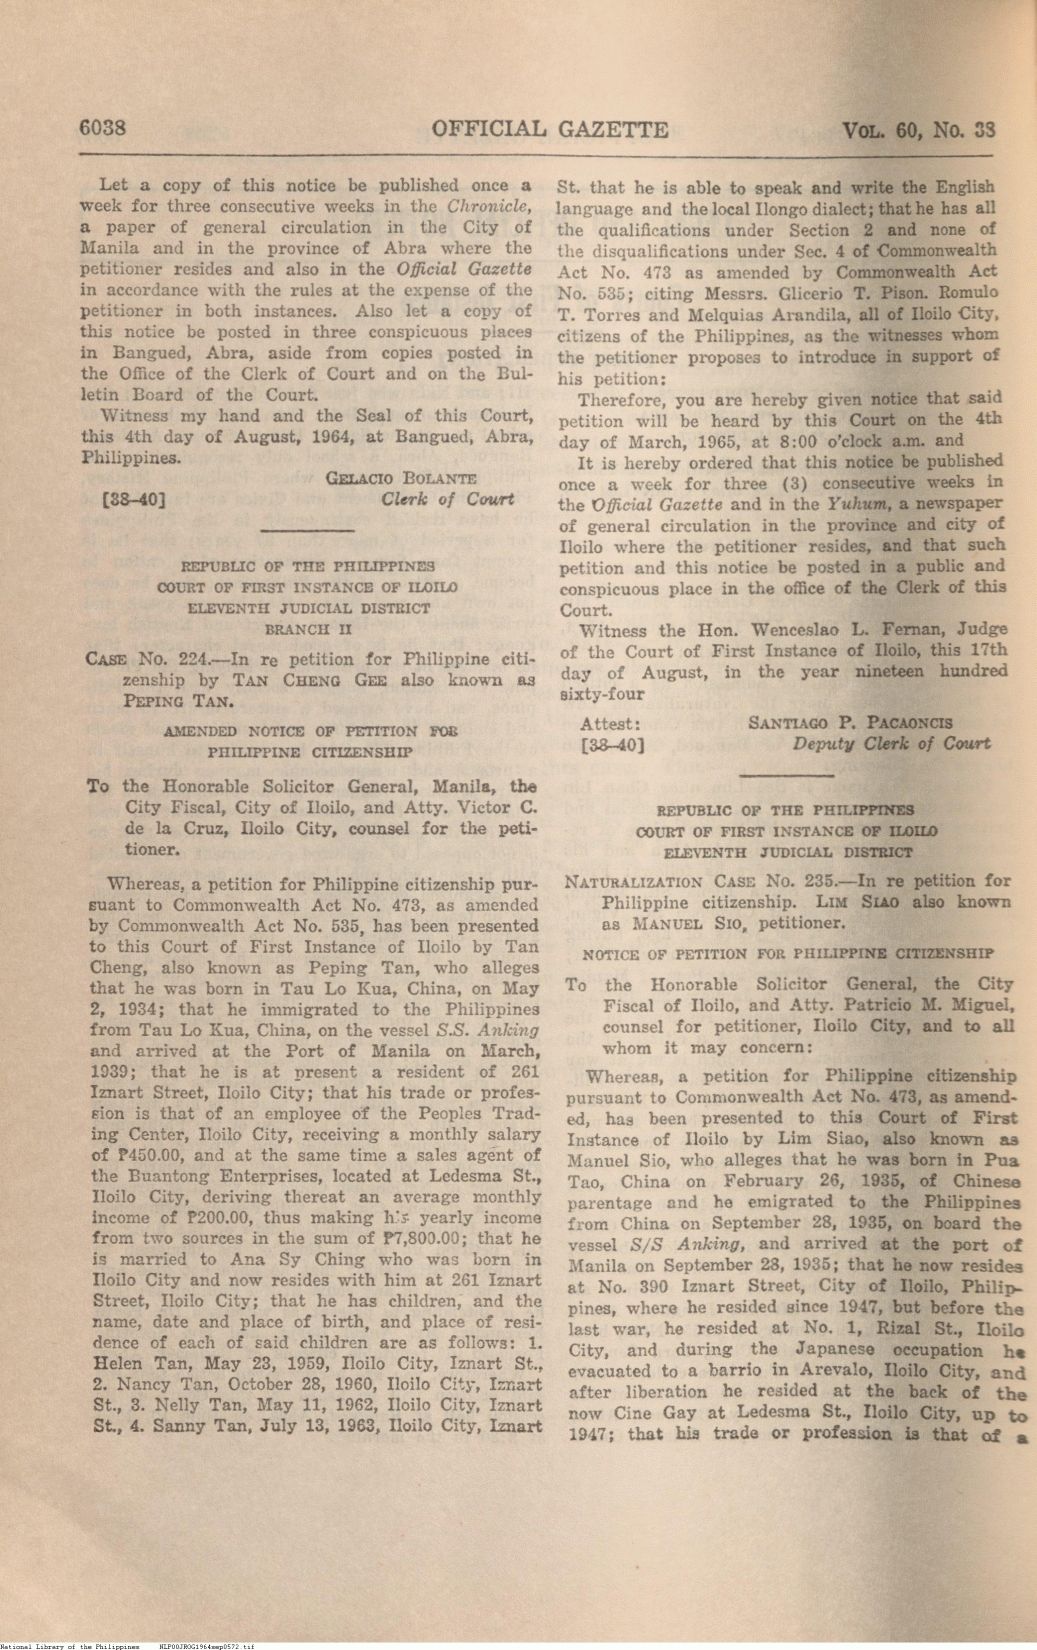 6038 OFFICIAL GAZETTE VOL. 60, No. 38
Let a copy of this notice be published once a
week for three consecutive weeks in the Chronicle,
a paper of general circulation in the City of
Manila and in the province of Abra where the
petitioner resides and also in the Official Gazette
in accordance with the rules at the expense of the
petitioner in both instances. Also let a copy of
this notice be posted in three conspicuous places
in Bangued, Abra, aside from copies posted in
the Office of the Clerk of Court and on the Bul-
letin Board of the Court.
Witness my hand and the Seal of this Court,
this 4th day of August, 1964, at Bangued, Abra,
Philippines.
GELACIO BOLANTE
[38–40] Clerk of Court
REPUBLIC OF THE PHILIPPINES
COURT OF FIRST INSTANCE OF ILOILO
ELEVENTH JUDICIAL DISTRICT
BRANCH II
CASE No. 224.—In re petition for Philippine citi-
zenship by TAN CHENG GEE also known as
PEPING TAN.
AMENDED NOTICE OF PETITION FOR
PHILIPPINE CITIZENSHIP
To the Honorable Solicitor General, Manila, the
City Fiscal, City of Iloilo, and Atty. Victor C.
de la Cruz, Iloilo City, counsel for the peti-
tioner.
Whereas, a petition for Philippine citizenship pur-
suant to Commonwealth Act No. 473, as amended
by Commonwealth Act No. 535, has been presented
to this Court of First Instance of Iloilo by Tan
Cheng, also known as Peping Tan, who alleges
that he was born in Tau Lo Kua, China, on May
2, 1934; that he immigrated to the Philippines
from Tau Lo Kua, China, on the vessel S.S. Anking
and arrived at the Port of Manila on March,
1939; that he is at present a resident of 261
Iznart Street, Iloilo City; that his trade or profes-
sion is that of an employee of the Peoples Trad-
ing Center, Iloilo City, receiving a monthly salary
of ₱450.00, and at the same time a sales agent of
the Buantong Enterprises, located at Ledesma St.,
Iloilo City, deriving thereat an average monthly
income of ₱200.00, thus making his yearly income
from two sources in the sum of ₱7,800.00; that he
is married to Ana Sy Ching who was born in
Iloilo City and now resides with him at 261 Iznart
Street, Iloilo City; that he has children, and the
name, date and place of birth, and place of resi-
dence of each of said children are as follows: 1.
Helen Tan, May 23, 1959, Iloilo City, Iznart St.,
2. Nancy Tan, October 28, 1960, Iloilo City, Iznart
St., 3. Nelly Tan, May 11, 1962, Iloilo City, Iznart
St., 4. Sanny Tan, July 13, 1963, Iloilo City, Iznart
St. that he is able to speak and write the English
language and the local Ilongo dialect; that he has all
the qualifications under Section 2 and none of
the disqualifications under Sec. 4 of Commonwealth
Act No. 473 as amended by Commonwealth Act
No. 535; citing Messrs. Glicerio T. Pison. Romulo
T. Torres and Melquias Arandila, all of Iloilo City,
citizens of the Philippines, as the witnesses whom
the petitioner proposes to introduce in support of
his petition:
Therefore, you are hereby given notice that said
petition will be heard by this Court on the 4th
day of March, 1965, at 8:00 o'clock a.m. and
It is hereby ordered that this notice be published
once a week for three (3) consecutive weeks in
the Official Gazette and in the Yuhum, a newspaper
of general circulation in the province and city of
Iloilo where the petitioner resides, and that such
petition and this notice be posted in a public and
conspicuous place in the office of the Clerk of this
Court.
Witness the Hon. Wenceslao L. Fernan, Judge
of the Court of First Instance of Iloilo, this 17th
day of August, in the year nineteen hundred
sixty-four
Attest: SANTIAGO P. PACAONCIS
[38–40] Deputy Clerk of Court
REPUBLIC OF THE PHILIPPINES
COURT OF FIRST INSTANCE OF ILOILO
ELEVENTH JUDICIAL DISTRICT
NATURALIZATION CASE No. 235.—In re petition for
Philippine citizenship. LIM SIAO also known
as MANUEL SIO, petitioner.
NOTICE OF PETITION FOR PHILIPPINE CITIZENSHIP
To the Honorable Solicitor General, the City
Fiscal of Iloilo, and Atty. Patricio M. Miguel,
counsel for petitioner, Iloilo City, and to all
whom it may concern:
Whereas, a petition for Philippine citizenship
pursuant to Commonwealth Act No. 473, as amend-
ed, has been presented to this Court of First
Instance of Iloilo by Lim Siao, also known as
Manuel Sio, who alleges that he was born in Pua
Tao, China on February 26, 1935, of Chinese
parentage and he emigrated to the Philippines
from China on September 28, 1935, on board the
vessel S/S Anking, and arrived at the port of
Manila on September 28, 1935; that he now resides
at No. 390 Iznart Street, City of Iloilo, Philip-
pines, where he resided since 1947, but before the
last war, he resided at No. 1, Rizal St., Iloilo
City, and during the Japanese occupation he
evacuated to a barrio in Arevalo, Iloilo City, and
after liberation he resided at the back of the
now Cine Gay at Ledesma St., Iloilo City, up to
1947; that his trade or profession is that of a
National Library of the Philippines NLP00JROG1964sep0572.tif